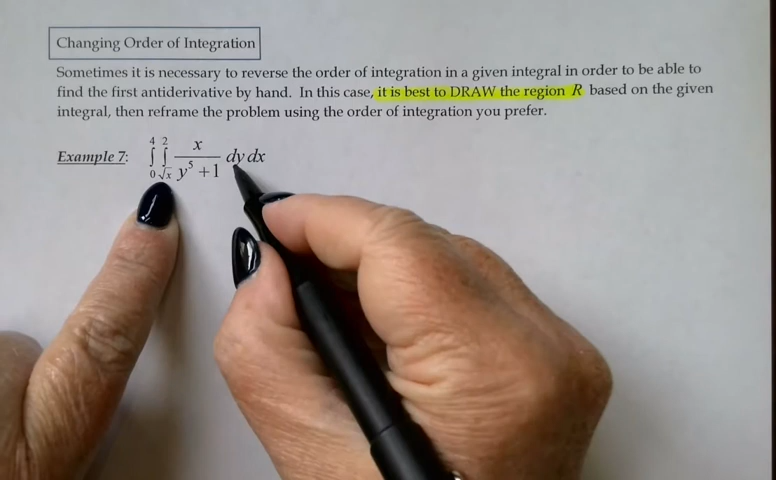 Changing Order of Integration
Sometimes it is necessary to reverse the order of integration in a given integral in order to be able to
find the first antiderivative by hand. In this case, it is best to DRAW the region R based on the given
integral, then reframe the problem using the order of integration you prefer.
Example 7: ∫₀⁴ ∫_√x² x/(y⁵ + 1) dy dx